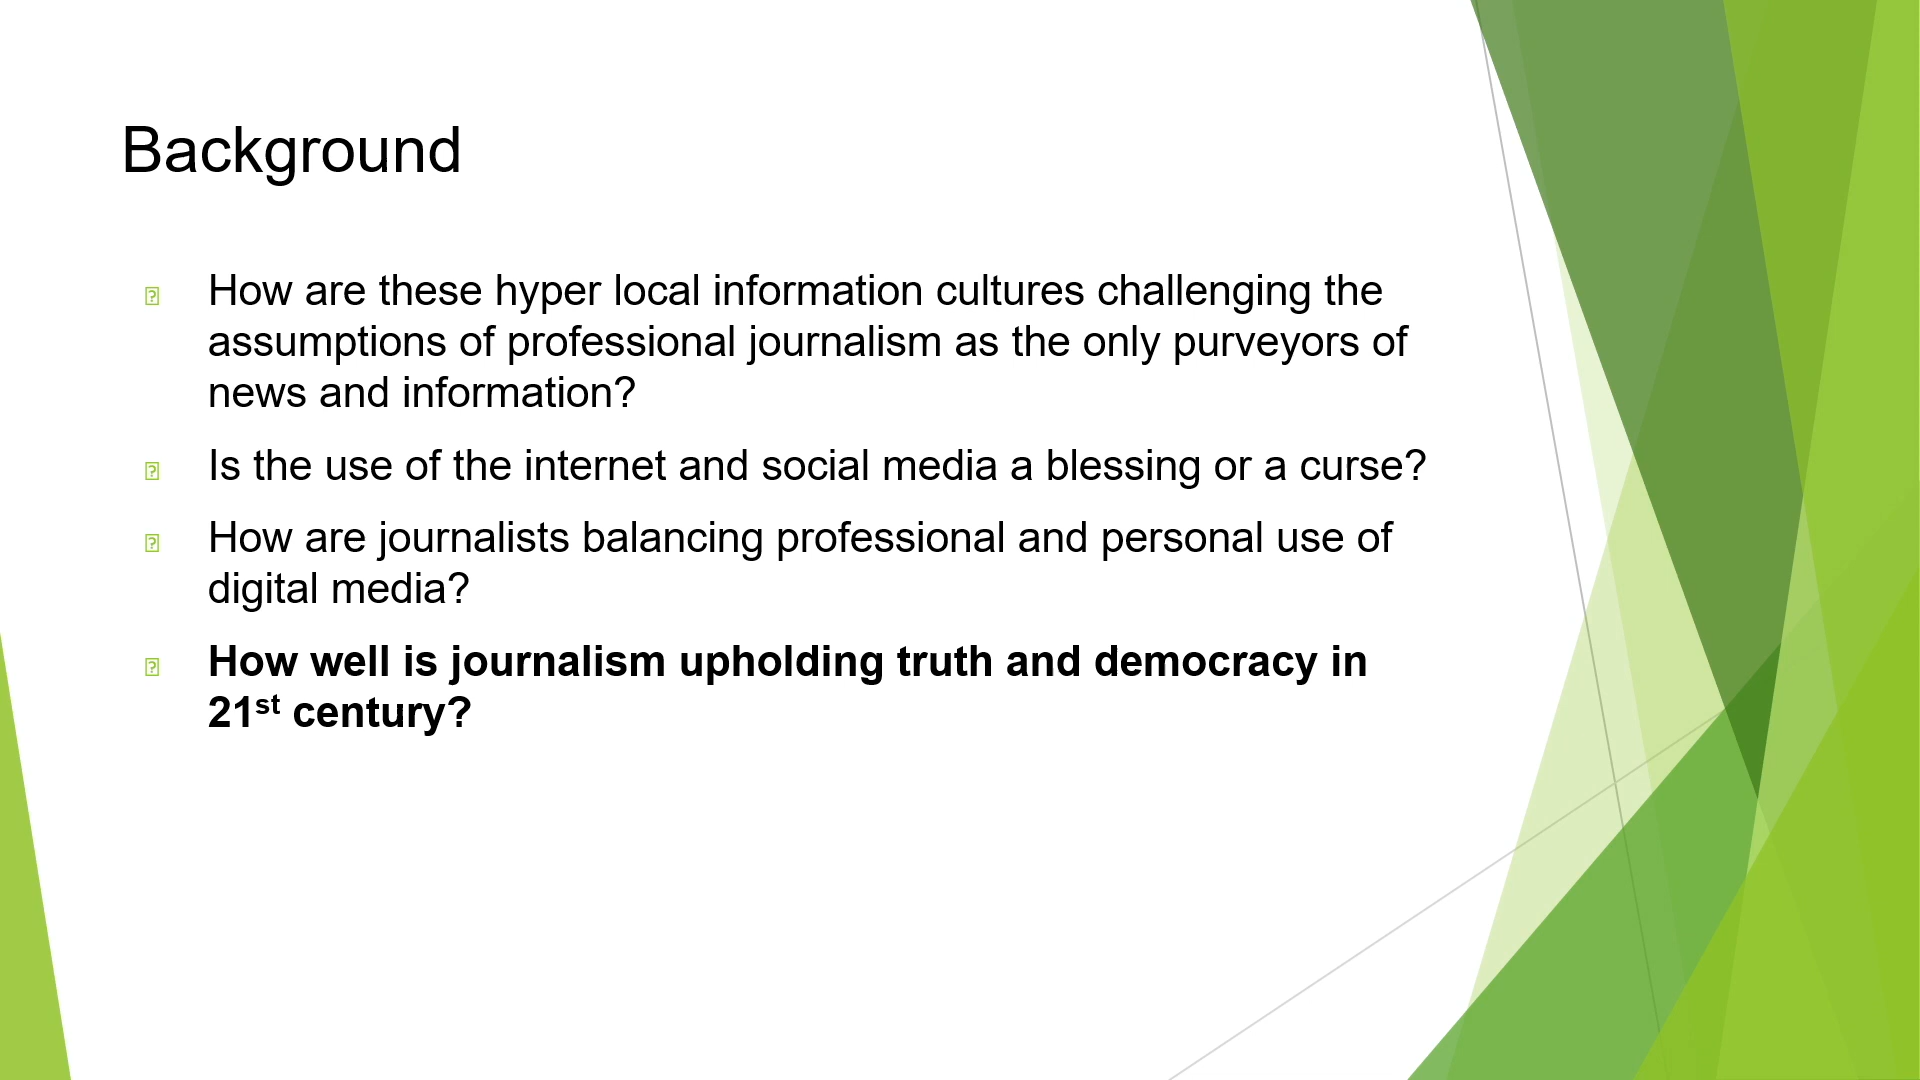 Background
How are these hyper local information cultures challenging the
assumptions of professional journalism as the only purveyors of
news and information?
Is the use of the internet and social media a blessing or a curse?
How are journalists balancing professional and personal use of
digital media?
How well is journalism upholding truth and democracy in
21st century?